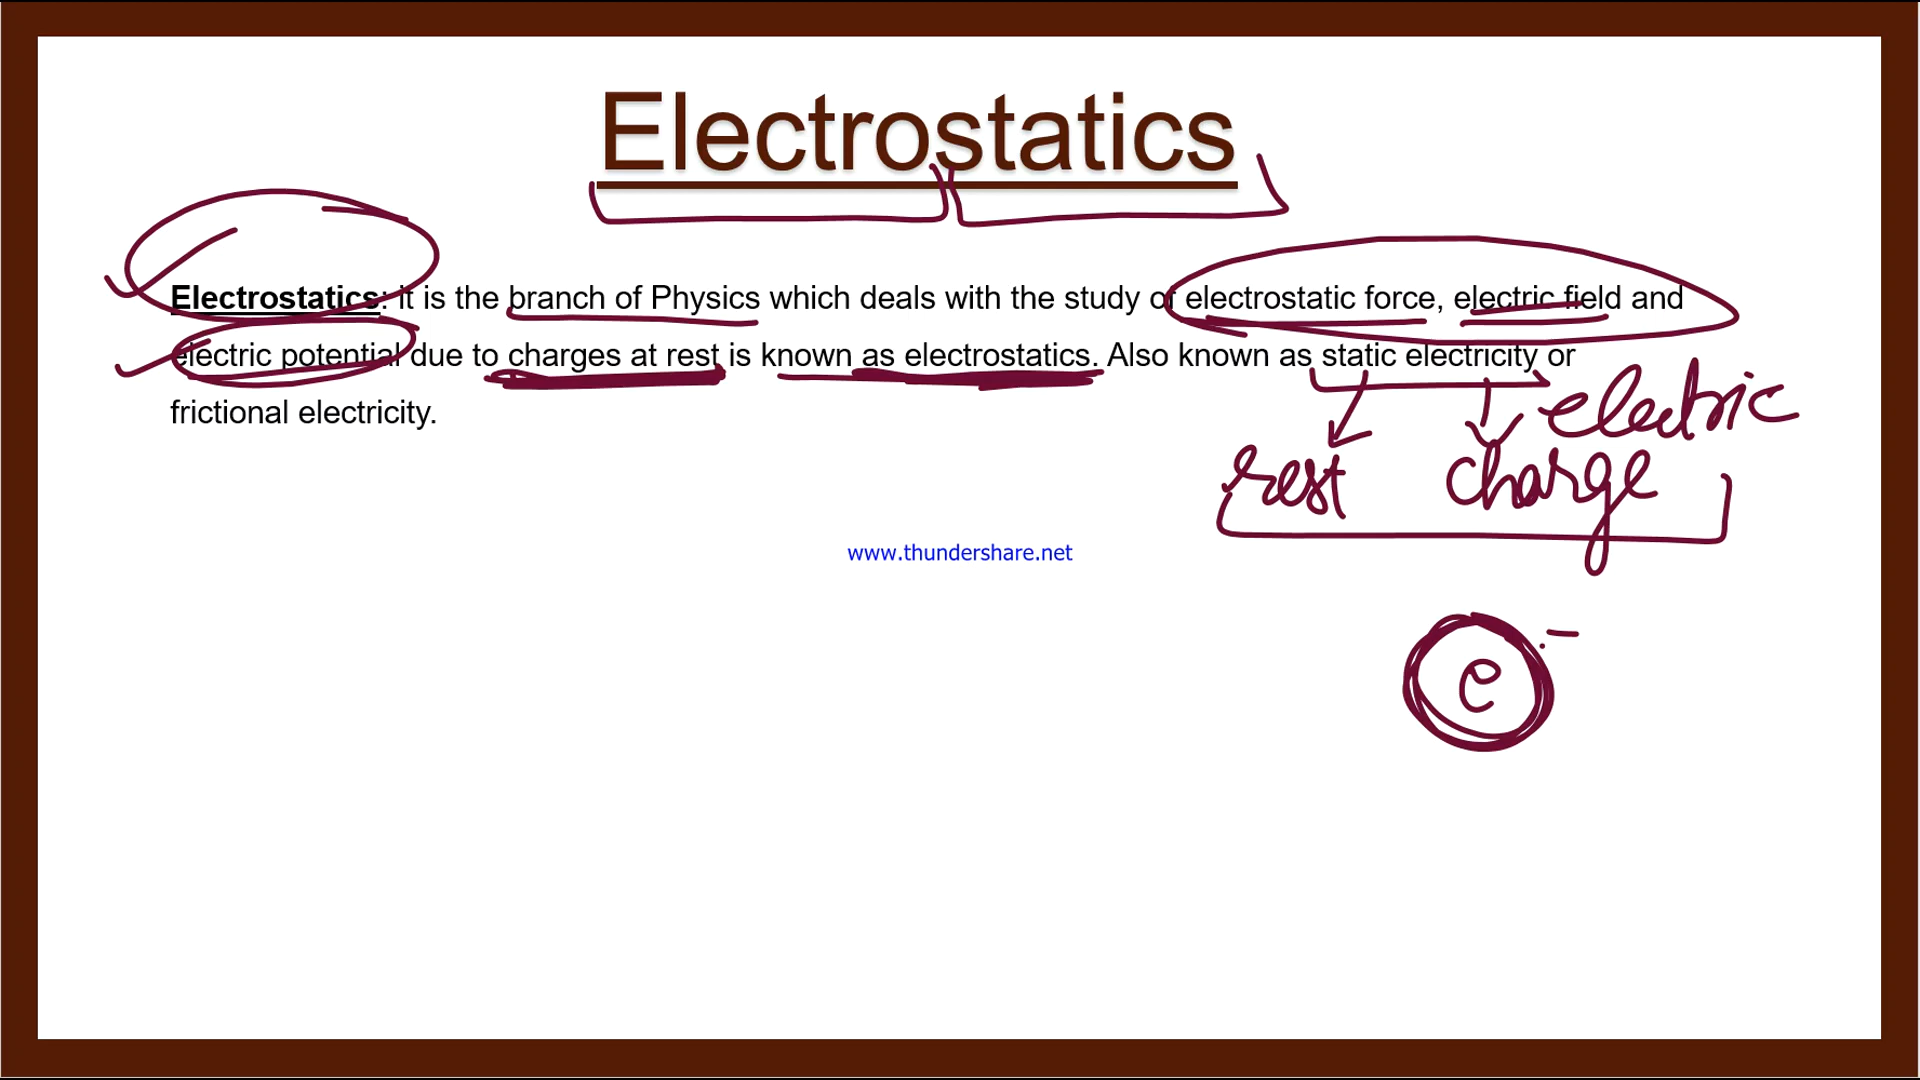 Electrostatics
Electrostatics: it is the branch of Physics which deals with the study of electrostatic force, electric field and
electric potential due to charges at rest is known as electrostatics. Also known as static electricity or
frictional electricity.
electric
rest charge
www.thundershare.net
e-